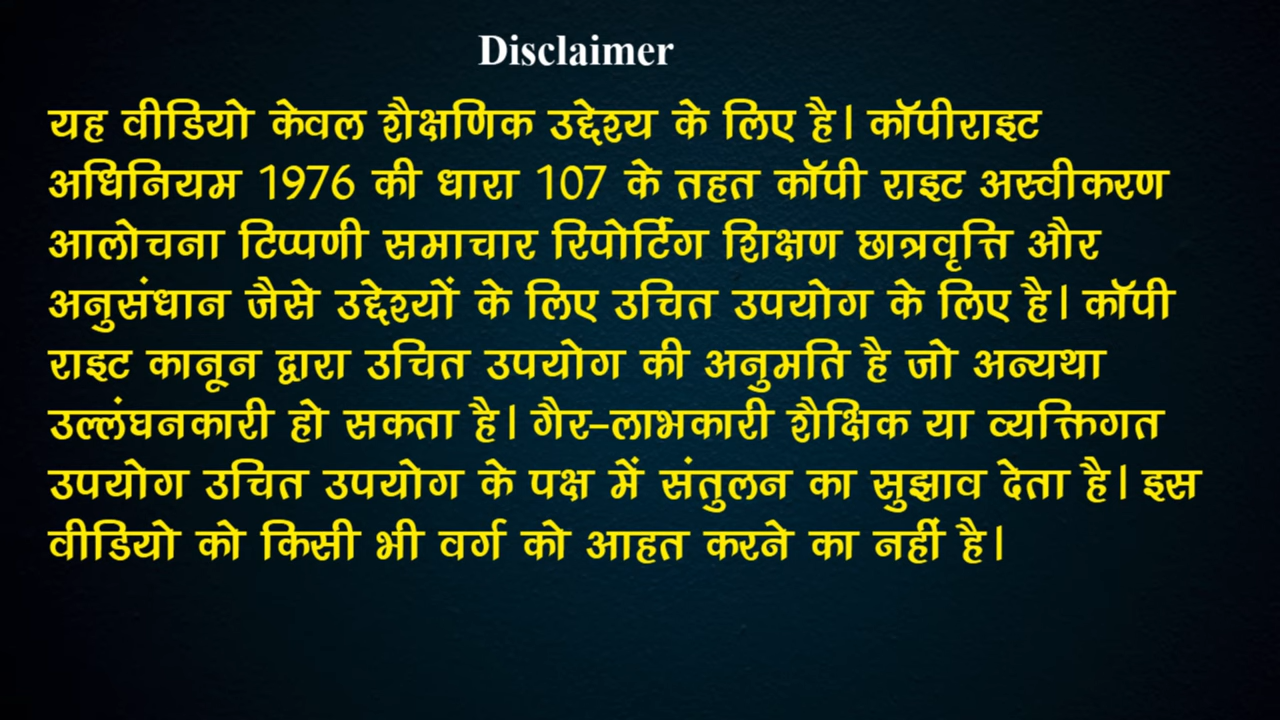 Disclaimer
यह वीडियो केवल शैक्षणिक उद्देश्य के लिए है। कॉपीराइट
अधिनियम 1976 की धारा 107 के तहत कॉपी राइट अस्वीकरण
आलोचना टिप्पणी समाचार रिपोर्टिंग शिक्षण छात्रवृत्ति और
अनुसंधान जैसे उद्देश्यों के लिए उचित उपयोग के लिए है। कॉपी
राइट कानून द्वारा उचित उपयोग की अनुमति है जो अन्यथा
उल्लंघनकारी हो सकता है। गैर-लाभकारी शैक्षिक या व्यक्तिगत
उपयोग उचित उपयोग के पक्ष में संतुलन का सुझाव देता है। इस
वीडियो को किसी भी वर्ग को आहत करने का नहीं है।